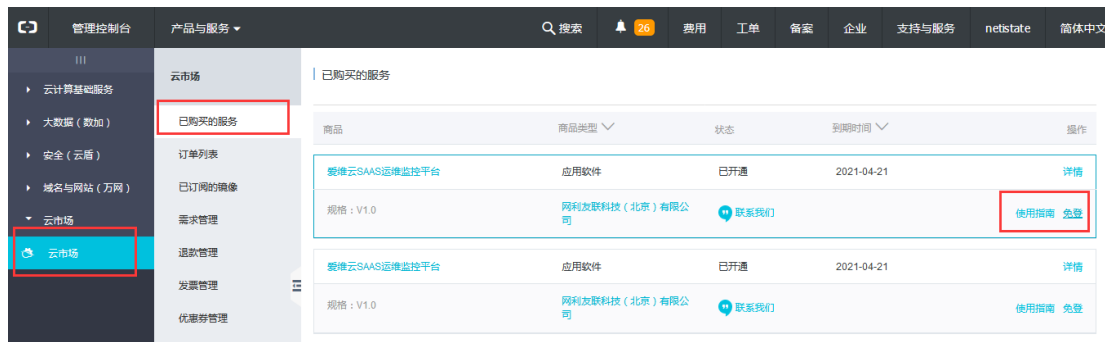 管理控制台 产品与服务 搜索 26 费用 工单 备案 企业 支持与服务 netistate 简体中文
云计算基础服务
大数据（数加）
安全（云盾）
域名与网站（万网）
云市场
云市场
云市场
已购买的服务
订单列表
已订阅的镜像
需求管理
退款管理
发票管理
优惠券管理
已购买的服务
商品 商品类型 状态 到期时间 操作
爱维云SAAS运维监控平台 应用软件 已开通 2021-04-21 详情
规格：V1.0 网利友联科技（北京）有限公 联系我们 使用指南 免登
司
爱维云SAAS运维监控平台 应用软件 已开通 2021-04-21 详情
规格：V1.0 网利友联科技（北京）有限公 联系我们 使用指南 免登
司